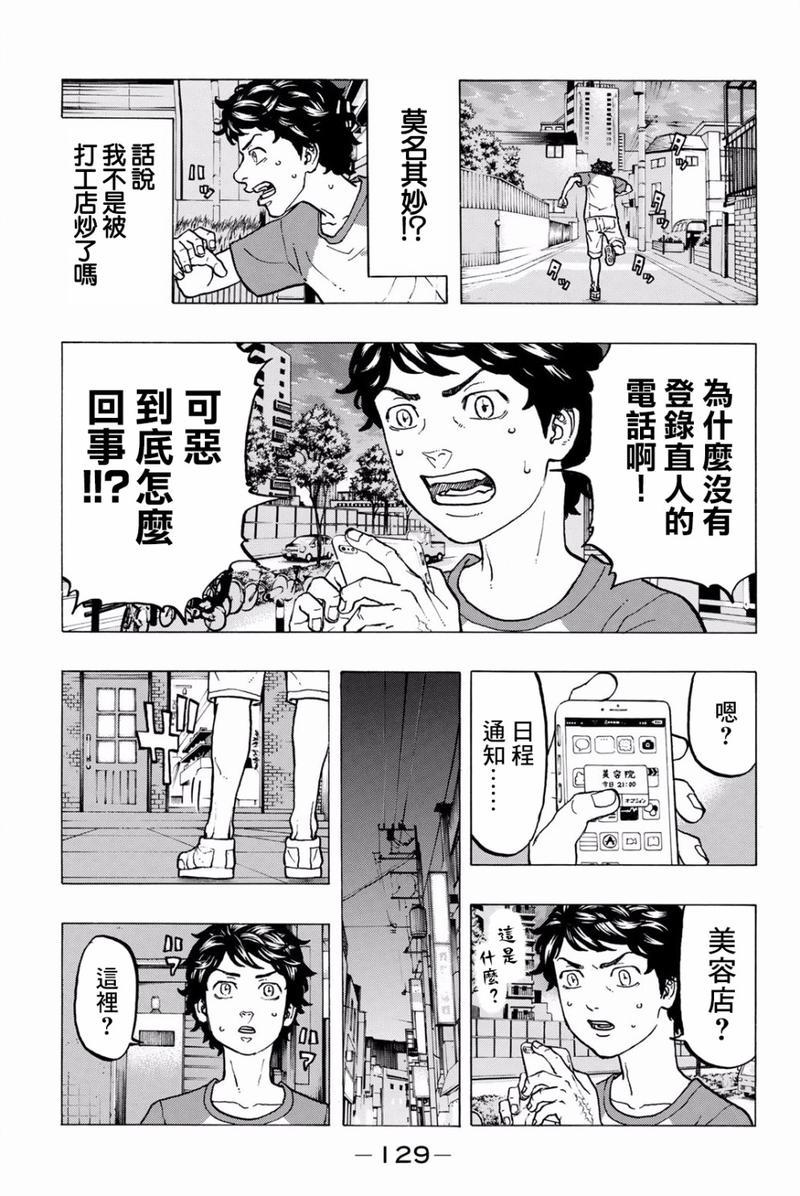 莫名其妙!?
話說
我不是被
打工店炒了嗎
為什麼沒有
登錄直人的
電話啊！
可惡
到底怎麼
回事!!?
嗯？
美容院
今日 21:00
日程
通知……
美容店？
這是
什麼？
這裡？
—129—